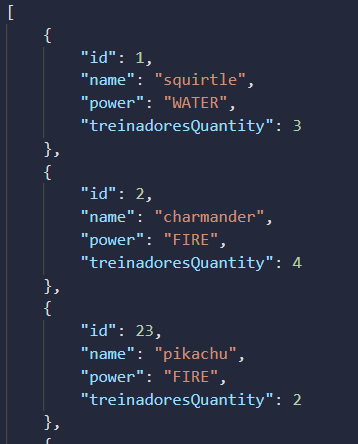 [
    {
        "id": 1,
        "name": "squirtle",
        "power": "WATER",
        "treinadoresQuantity": 3
    },
    {
        "id": 2,
        "name": "charmander",
        "power": "FIRE",
        "treinadoresQuantity": 4
    },
    {
        "id": 23,
        "name": "pikachu",
        "power": "FIRE",
        "treinadoresQuantity": 2
    },
    {